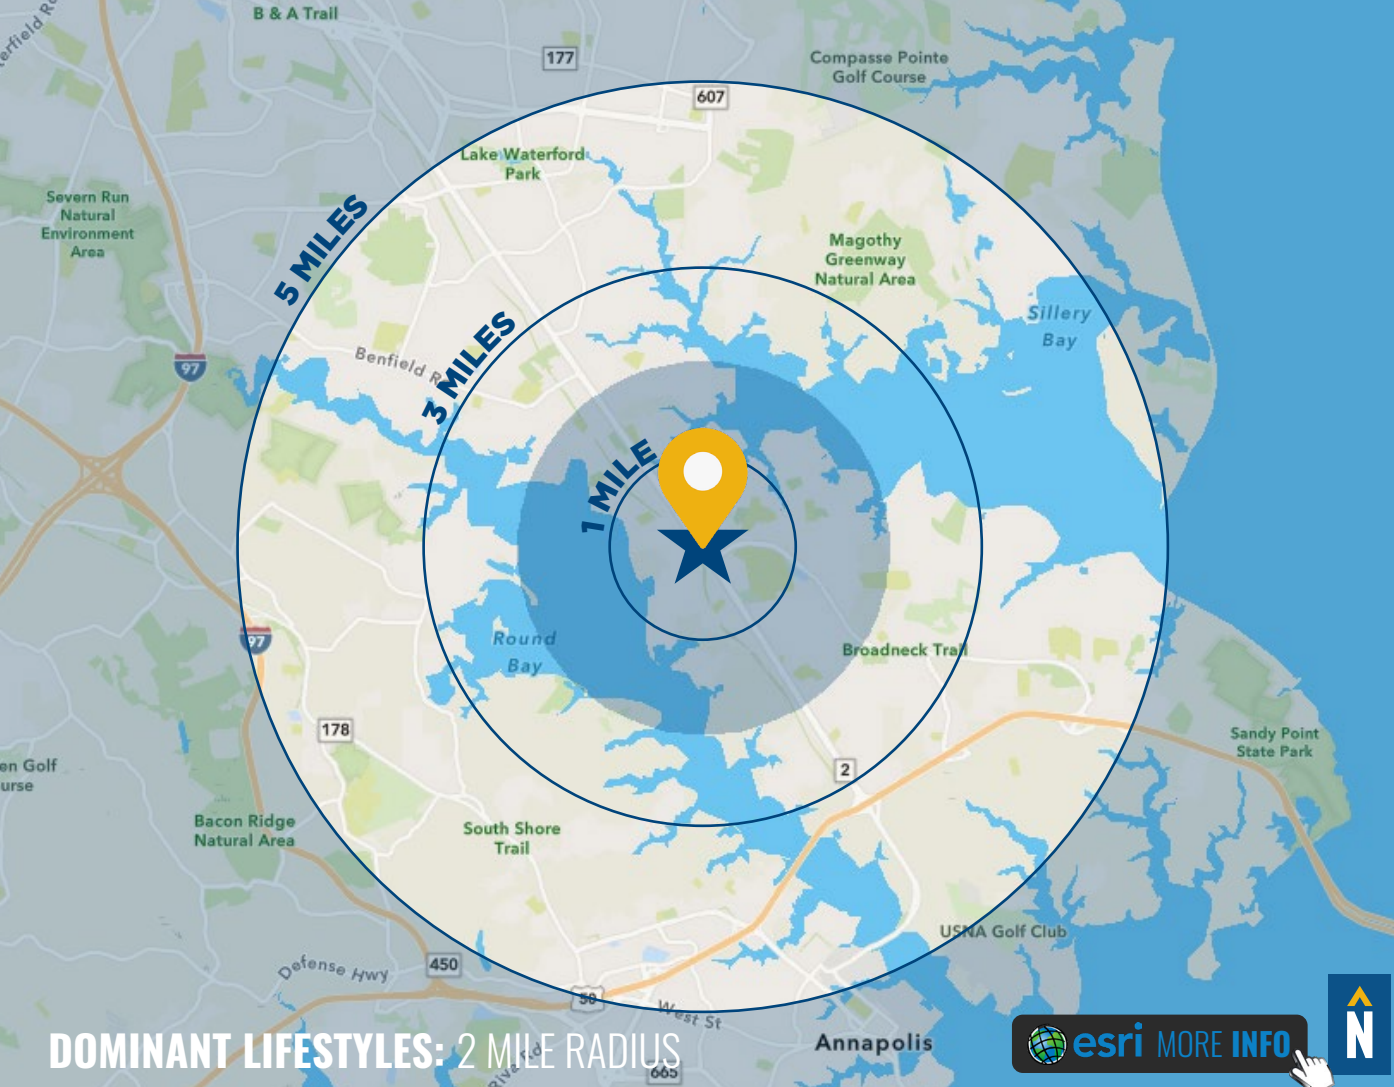 B & A Trail
177
Compasse Pointe
Golf Course
607
Lake Waterford
Park
Severn Run
Natural
Environment
Area
5 MILES
Magothy
Greenway
Natural Area
3 MILES
Sillery
Bay
Benfield R
97
1 MILE
97
Round
Bay
Broadneck Trail
178
2
Sandy Point
State Park
en Golf
urse
Bacon Ridge
Natural Area
South Shore
Trail
USNA Golf Club
Defense Hwy
450
50
West St
Annapolis
DOMINANT LIFESTYLES: 2 MILE RADIUS
665
esri MORE INFO
N